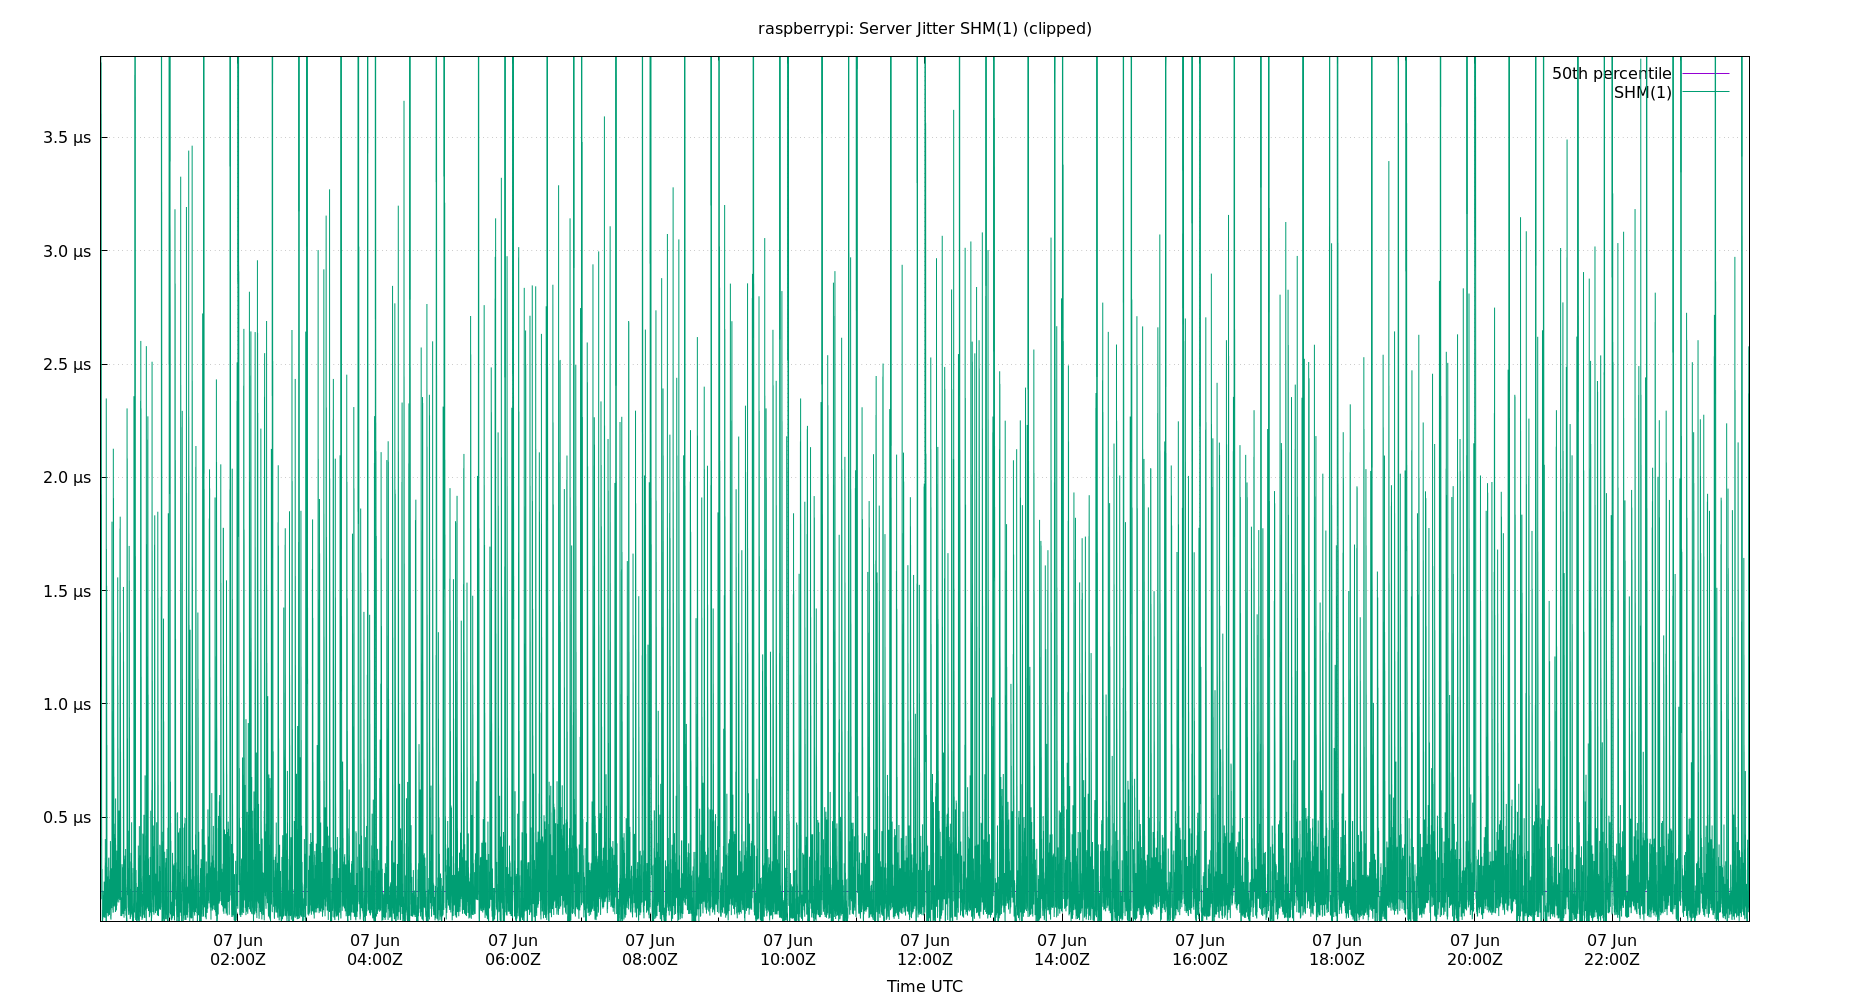 raspberrypi: Server Jitter SHM(1) (clipped)
50th percentile
SHM(1)
3.5 µs
3.0 µs
2.5 µs
2.0 µs
1.5 µs
1.0 µs
0.5 µs
07 Jun 07 Jun 07 Jun 07 Jun 07 Jun 07 Jun 07 Jun 07 Jun 07 Jun 07 Jun 07 Jun
02:00Z 04:00Z 06:00Z 08:00Z 10:00Z 12:00Z 14:00Z 16:00Z 18:00Z 20:00Z 22:00Z
Time UTC